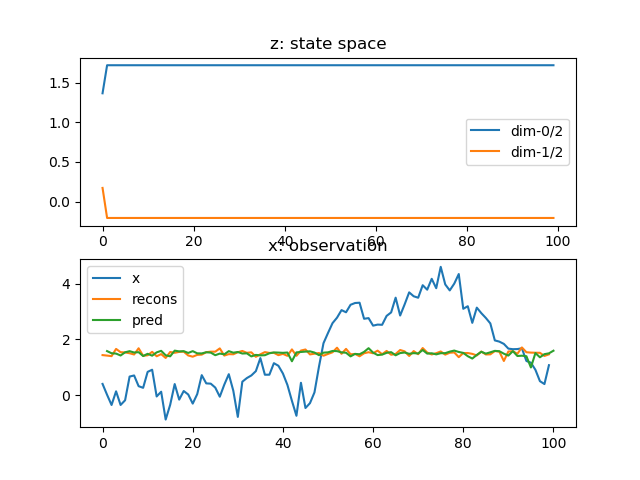 z: state space
1.5
1.0
0.5
0.0
dim-0/2
dim-1/2
0 20 40 60 80 100
x: observation
4
2
0
x
recons
pred
0 20 40 60 80 100